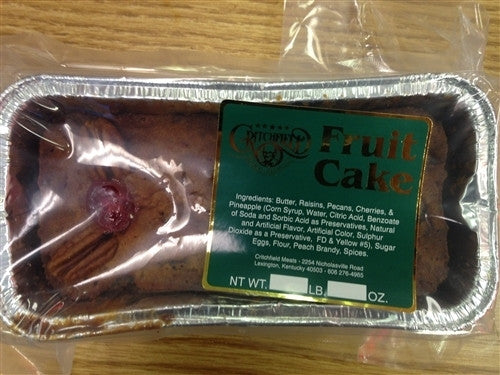 CRITCHFIELD
Fruit
Cake
Ingredients: Butter, Raisins, Pecans, Cherries, &
Pineapple (Corn Syrup, Water, Citric Acid, Benzoate
of Soda and Sorbic Acid as Preservatives, Natural
and Artificial Flavor, Artificial Color, Sulphur
Dioxide as a Preservative, FD & Yellow #5), Sugar
Eggs, Flour, Peach Brandy, Spices.
Critchfield Meats - 2254 Nicholasville Road
Lexington, Kentucky 40503 - 606 276-4965
NT WT. LB. OZ.